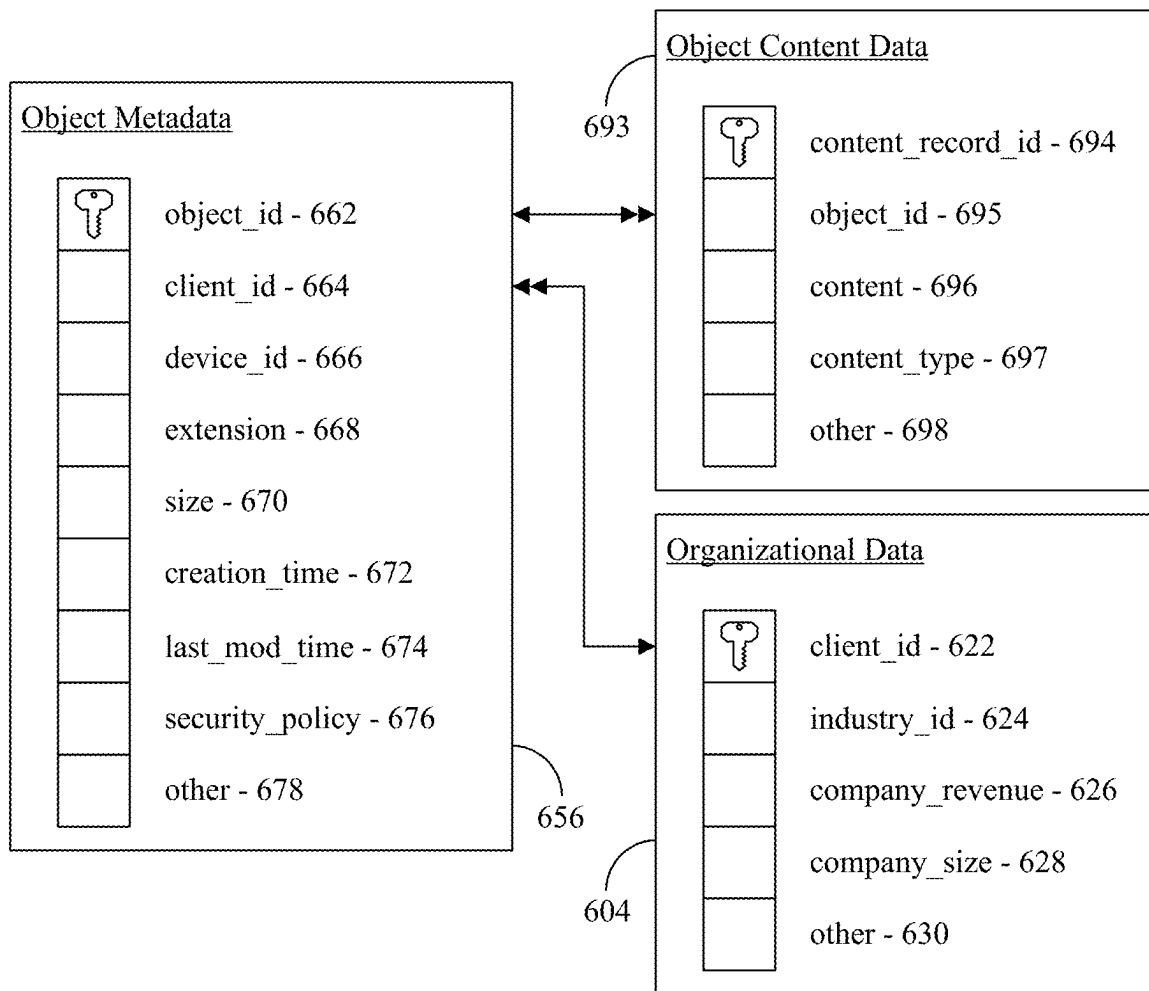 Object Metadata
object_id - 662
client_id - 664
device_id - 666
extension - 668
size - 670
creation_time - 672
last_mod_time - 674
security_policy - 676
other - 678
656
Object Content Data
693
content_record_id - 694
object_id - 695
content - 696
content_type - 697
other - 698
Organizational Data
client_id - 622
industry_id - 624
company_revenue - 626
company_size - 628
other - 630
604